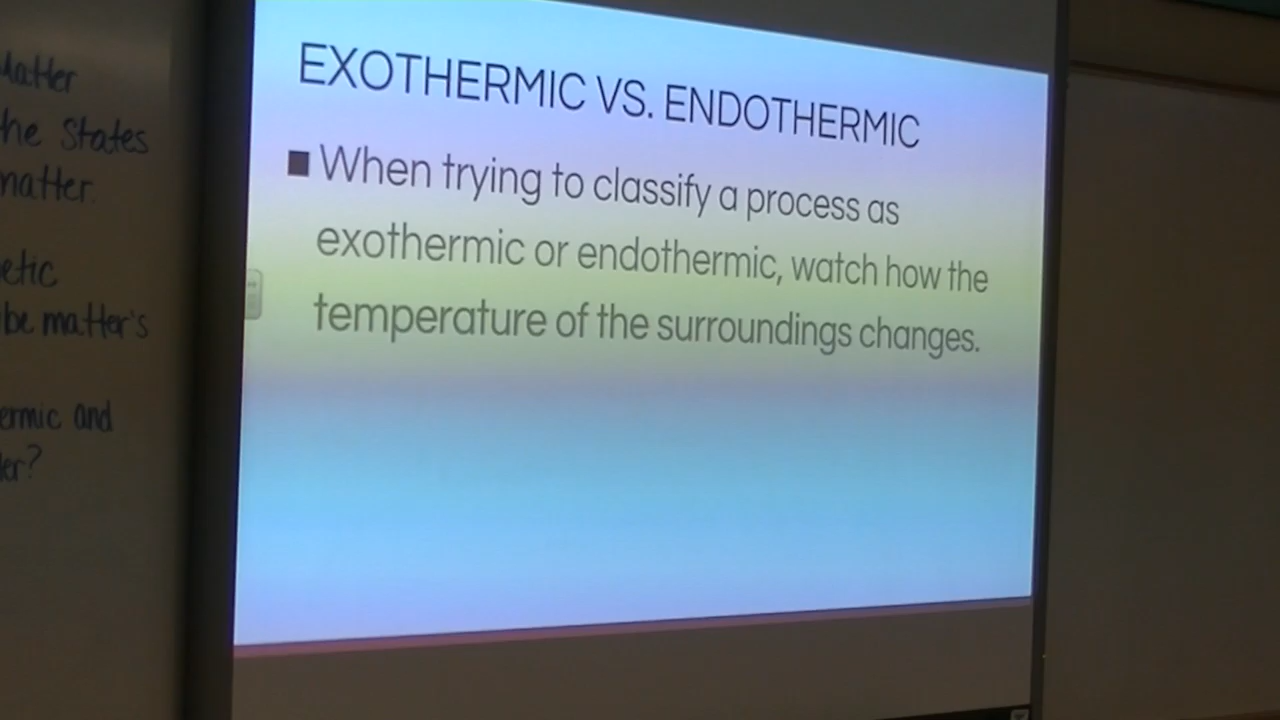 EXOTHERMIC VS. ENDOTHERMIC
■ When trying to classify a process as
exothermic or endothermic, watch how the
temperature of the surroundings changes.
Matter
he States
matter.
etic
be matter's
ermic and
er?